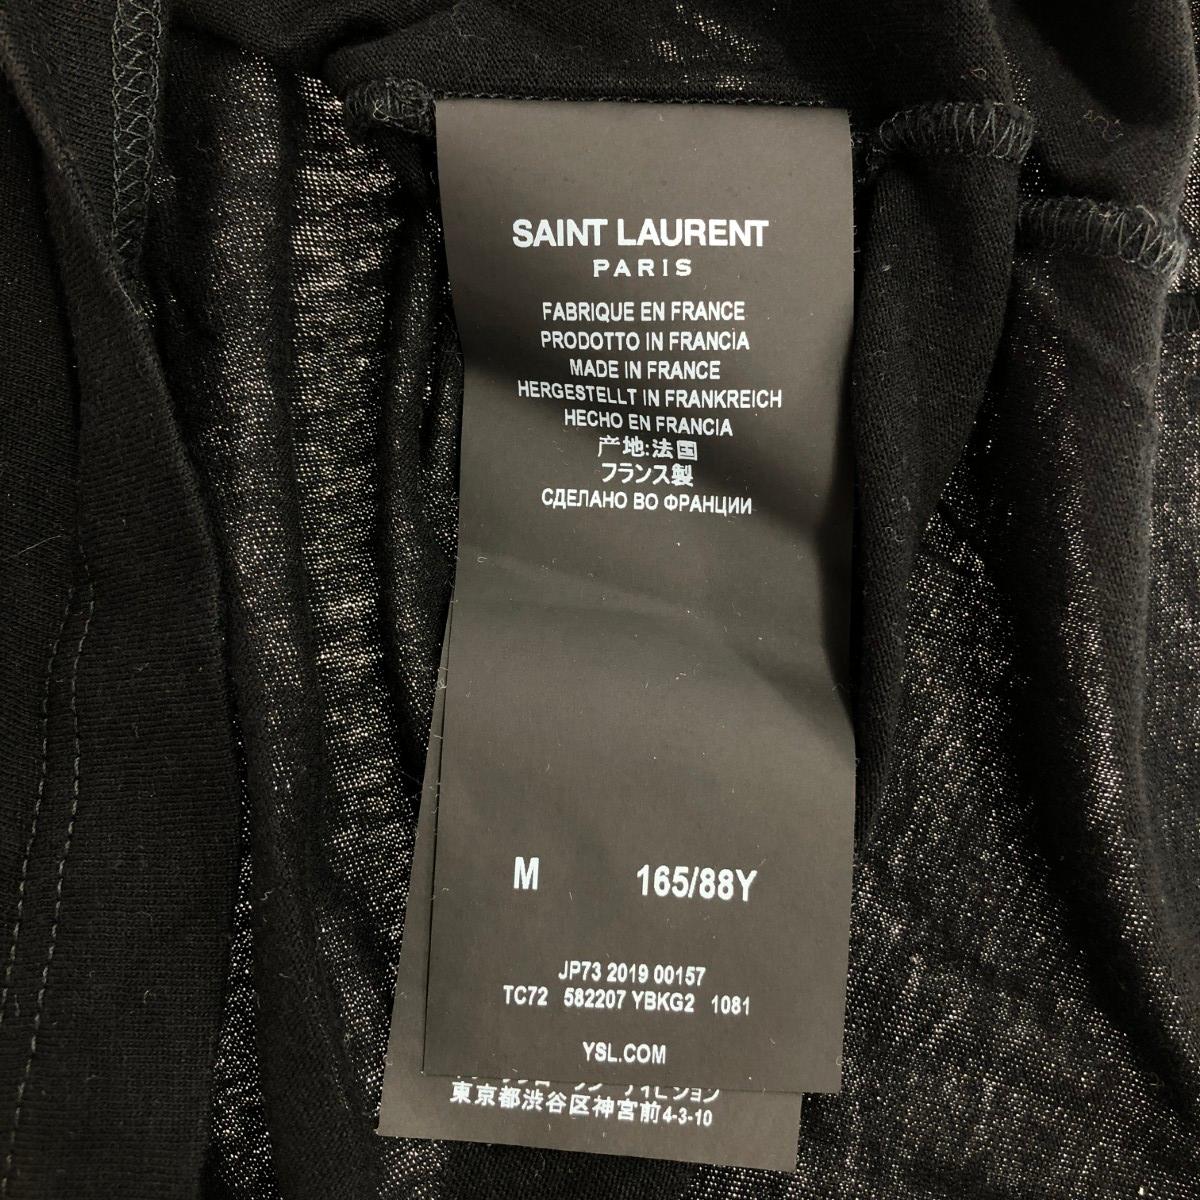 SAINT LAURENT
PARIS
FABRIQUE EN FRANCE
PRODOTTO IN FRANCIA
MADE IN FRANCE
HERGESTELLT IN FRANKREICH
HECHO EN FRANCIA
产地:法国
フランス製
СДЕЛАНО ВО ФРАНЦИИ
M 165/88Y
JP73 2019 00157
TC72 582207 YBKG2 1081
YSL.COM
東京都渋谷区神宮前4-3-10